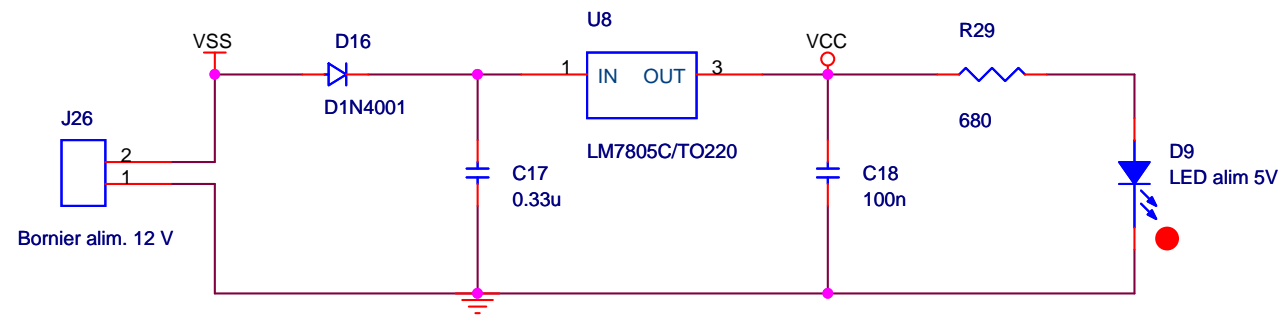 U8
VSS
D16
VCC
R29
1
IN
OUT
3
D1N4001
J26
680
2
LM7805C/TO220
D9
C17
C18
LED alim 5V
1
0.33u
100n
Bornier alim. 12 V